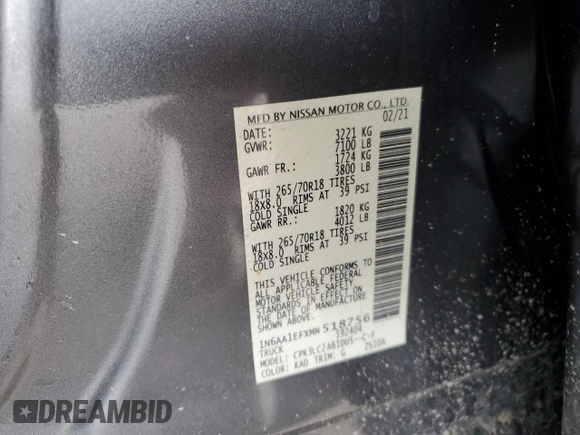 MFD BY NISSAN MOTOR CO., LTD.
02/21
DATE: 3221 KG
GVWR: 7100 LB
1724 KG
GAWR FR.: 3800 LB
WITH 265/70R18 TIRES
18X8.0 RIMS AT 39 PSI
COLD SINGLE
1820 KG
GAWR RR.: 4012 LB
WITH 265/70R18 TIRES
18X8.0 RIMS AT 39 PSI
COLD SINGLE
THIS VEHICLE CONFORMS TO
ALL APPLICABLE FEDERAL
MOTOR VEHICLE SAFETY
STANDARDS IN EFFECT ON
THE DATE OF MANUFACTURE
SHOWN ABOVE.
1N6AA1EFXMN518756
TRUCK 592404
MODEL: CPK3LC2A61DU5--C-F
COLOR: KAD TRIM: G 2510A
DREAMBID